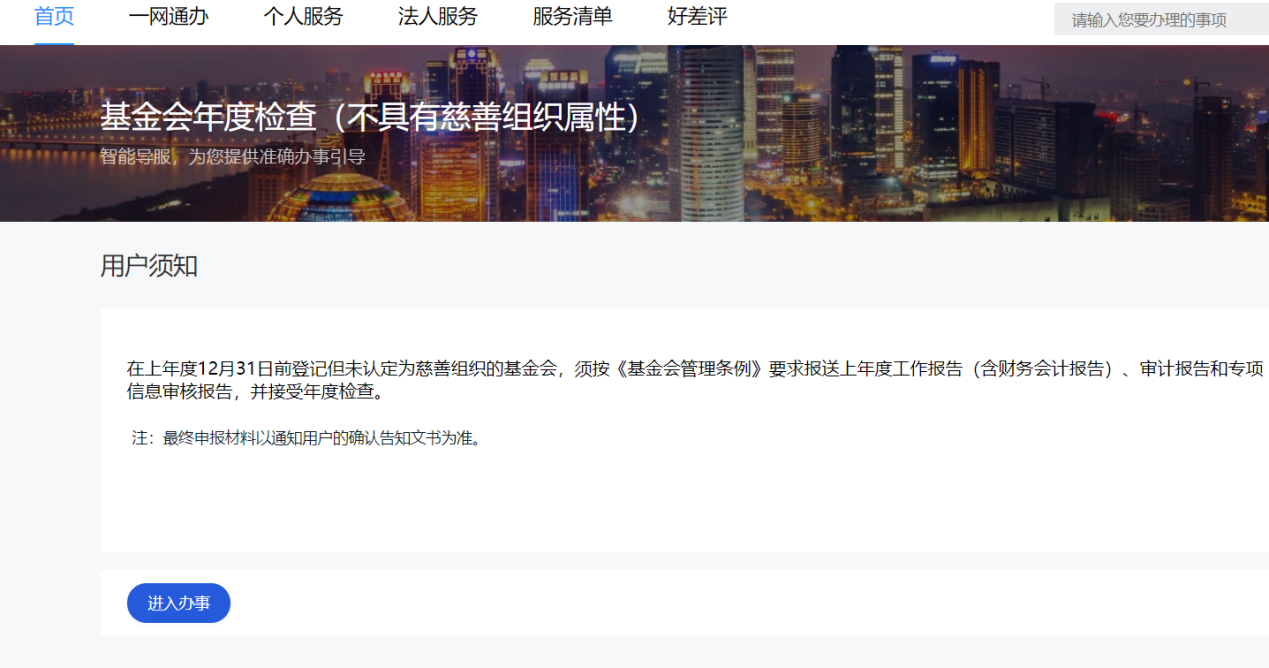 首页 一网通办 个人服务 法人服务 服务清单 好差评 请输入您要办理的事项
基金会年度检查（不具有慈善组织属性）
智能导服，为您提供准确办事引导
用户须知
在上年度12月31日前登记但未认定为慈善组织的基金会，须按《基金会管理条例》要求报送上年度工作报告（含财务会计报告）、审计报告和专项
信息审核报告，并接受年度检查。
注：最终申报材料以通知用户的确认告知文书为准。
进入办事